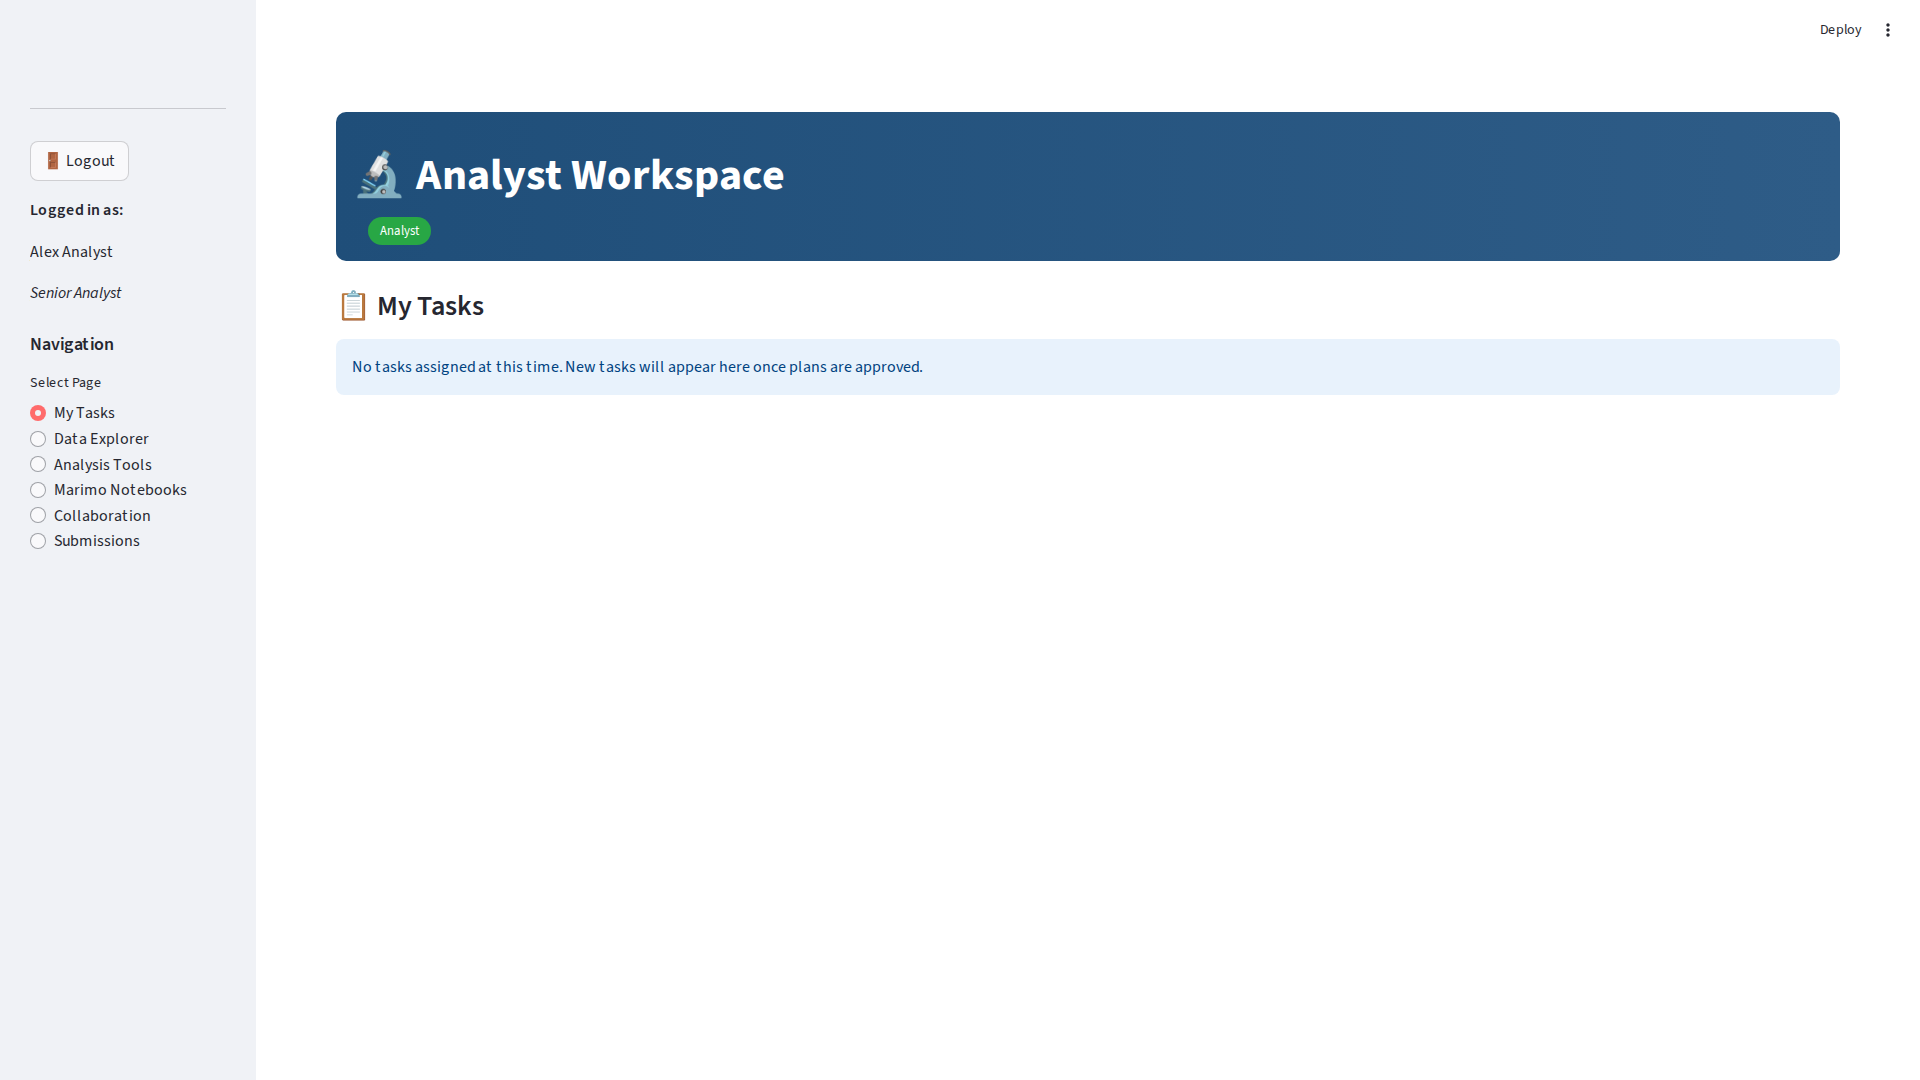 Deploy
Logout
Logged in as:
Alex Analyst
Senior Analyst
Navigation
Select Page
My Tasks
Data Explorer
Analysis Tools
Marimo Notebooks
Collaboration
Submissions
Analyst Workspace
Analyst
My Tasks
No tasks assigned at this time. New tasks will appear here once plans are approved.